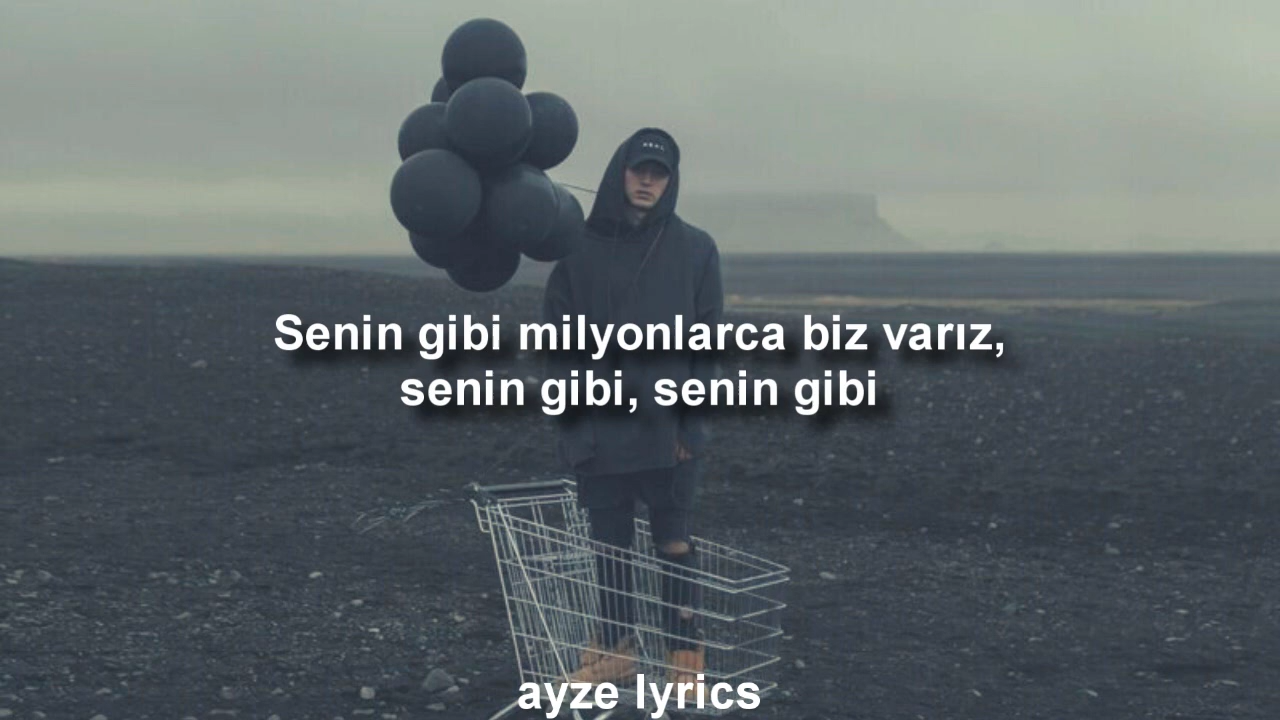 Senin gibi milyonlarca biz varız,
senin gibi, senin gibi
ayze lyrics